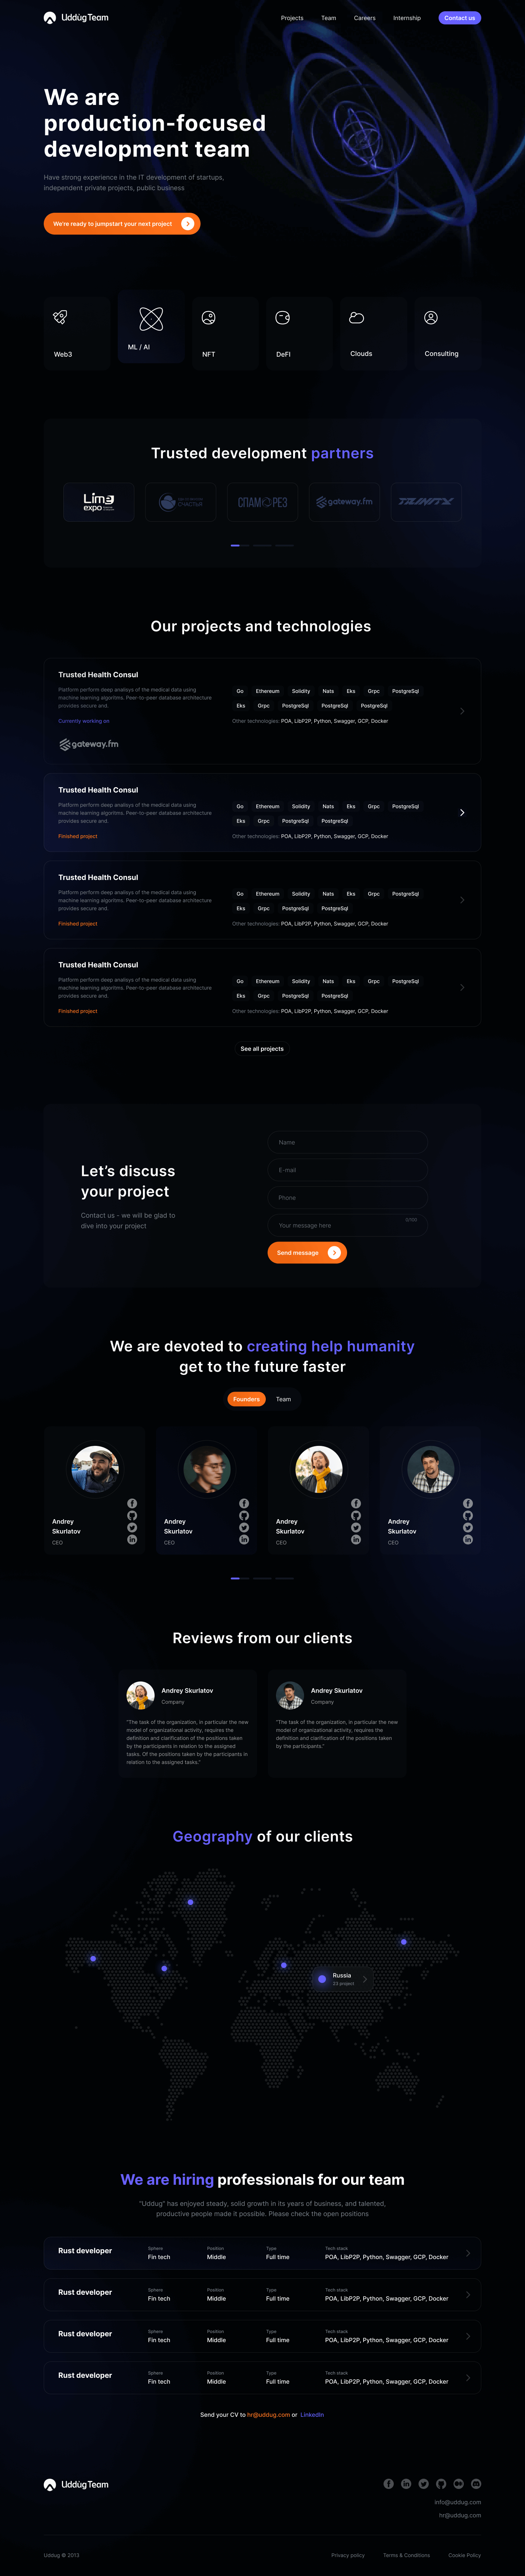 Uddug Team
Projects Team Careers Internship Contact us
We are
production-focused
development team
Have strong experience in the IT development of startups,
independent private projects, public business
We're ready to jumpstart your next project
Web3 ML / AI NFT DeFI Clouds Consulting
Trusted development partners
Lime
expo
СЧАСТЬЯ
СПАМ РЕЗ
gateway.fm
TRINITY
Our projects and technologies
Trusted Health Consul
Platform perform deep analisys of the medical data using
machine learning algoritms. Peer-to-peer database architecture
provides secure and.
Currently working on
gateway.fm
Go Ethereum Solidity Nats Eks Grpc PostgreSql
Eks Grpc PostgreSql PostgreSql PostgreSql
Other technologies: POA, LibP2P, Python, Swagger, GCP, Docker
Trusted Health Consul
Platform perform deep analisys of the medical data using
machine learning algoritms. Peer-to-peer database architecture
provides secure and.
Finished project
Go Ethereum Solidity Nats Eks Grpc PostgreSql
Eks Grpc PostgreSql PostgreSql
Other technologies: POA, LibP2P, Python, Swagger, GCP, Docker
Trusted Health Consul
Platform perform deep analisys of the medical data using
machine learning algoritms. Peer-to-peer database architecture
provides secure and.
Finished project
Go Ethereum Solidity Nats Eks Grpc PostgreSql
Eks Grpc PostgreSql PostgreSql
Other technologies: POA, LibP2P, Python, Swagger, GCP, Docker
Trusted Health Consul
Platform perform deep analisys of the medical data using
machine learning algoritms. Peer-to-peer database architecture
provides secure and.
Finished project
Go Ethereum Solidity Nats Eks Grpc PostgreSql
Eks Grpc PostgreSql PostgreSql
Other technologies: POA, LibP2P, Python, Swagger, GCP, Docker
See all projects
Let's discuss
your project
Contact us - we will be glad to
dive into your project
Name
E-mail
Phone
Your message here
Send message
We are devoted to creating help humanity
get to the future faster
Founders Team
Andrey
Skurlatov
CEO
Andrey
Skurlatov
CEO
Andrey
Skurlatov
CEO
Andrey
Skurlatov
CEO
Reviews from our clients
Andrey Skurlatov
Company
"The task of the organization, in particular the new
model of organizational activity, requires the
definition and clarification of the positions taken
by the participants in relation to the assigned
tasks. Of the positions taken by the participants in
relation to the assigned tasks."
Andrey Skurlatov
Company
"The task of the organization, in particular the new
model of organizational activity, requires the
definition and clarification of the positions taken
by the participants."
Geography of our clients
Russia
23 project
We are hiring professionals for our team
"Uddug" has enjoyed steady, solid growth in its years of business, and talented,
productive people made it possible. Please check the open positions
Rust developer
Sphere Position Type Tech stack
Fin tech Middle Full time POA, LibP2P, Python, Swagger, GCP, Docker
Rust developer
Sphere Position Type Tech stack
Fin tech Middle Full time POA, LibP2P, Python, Swagger, GCP, Docker
Rust developer
Sphere Position Type Tech stack
Fin tech Middle Full time POA, LibP2P, Python, Swagger, GCP, Docker
Rust developer
Sphere Position Type Tech stack
Fin tech Middle Full time POA, LibP2P, Python, Swagger, GCP, Docker
Send your CV to hr@uddug.com or LinkedIn
Uddug Team
info@uddug.com
hr@uddug.com
Uddug © 2013 Privacy policy Terms & Conditions Cookie Policy